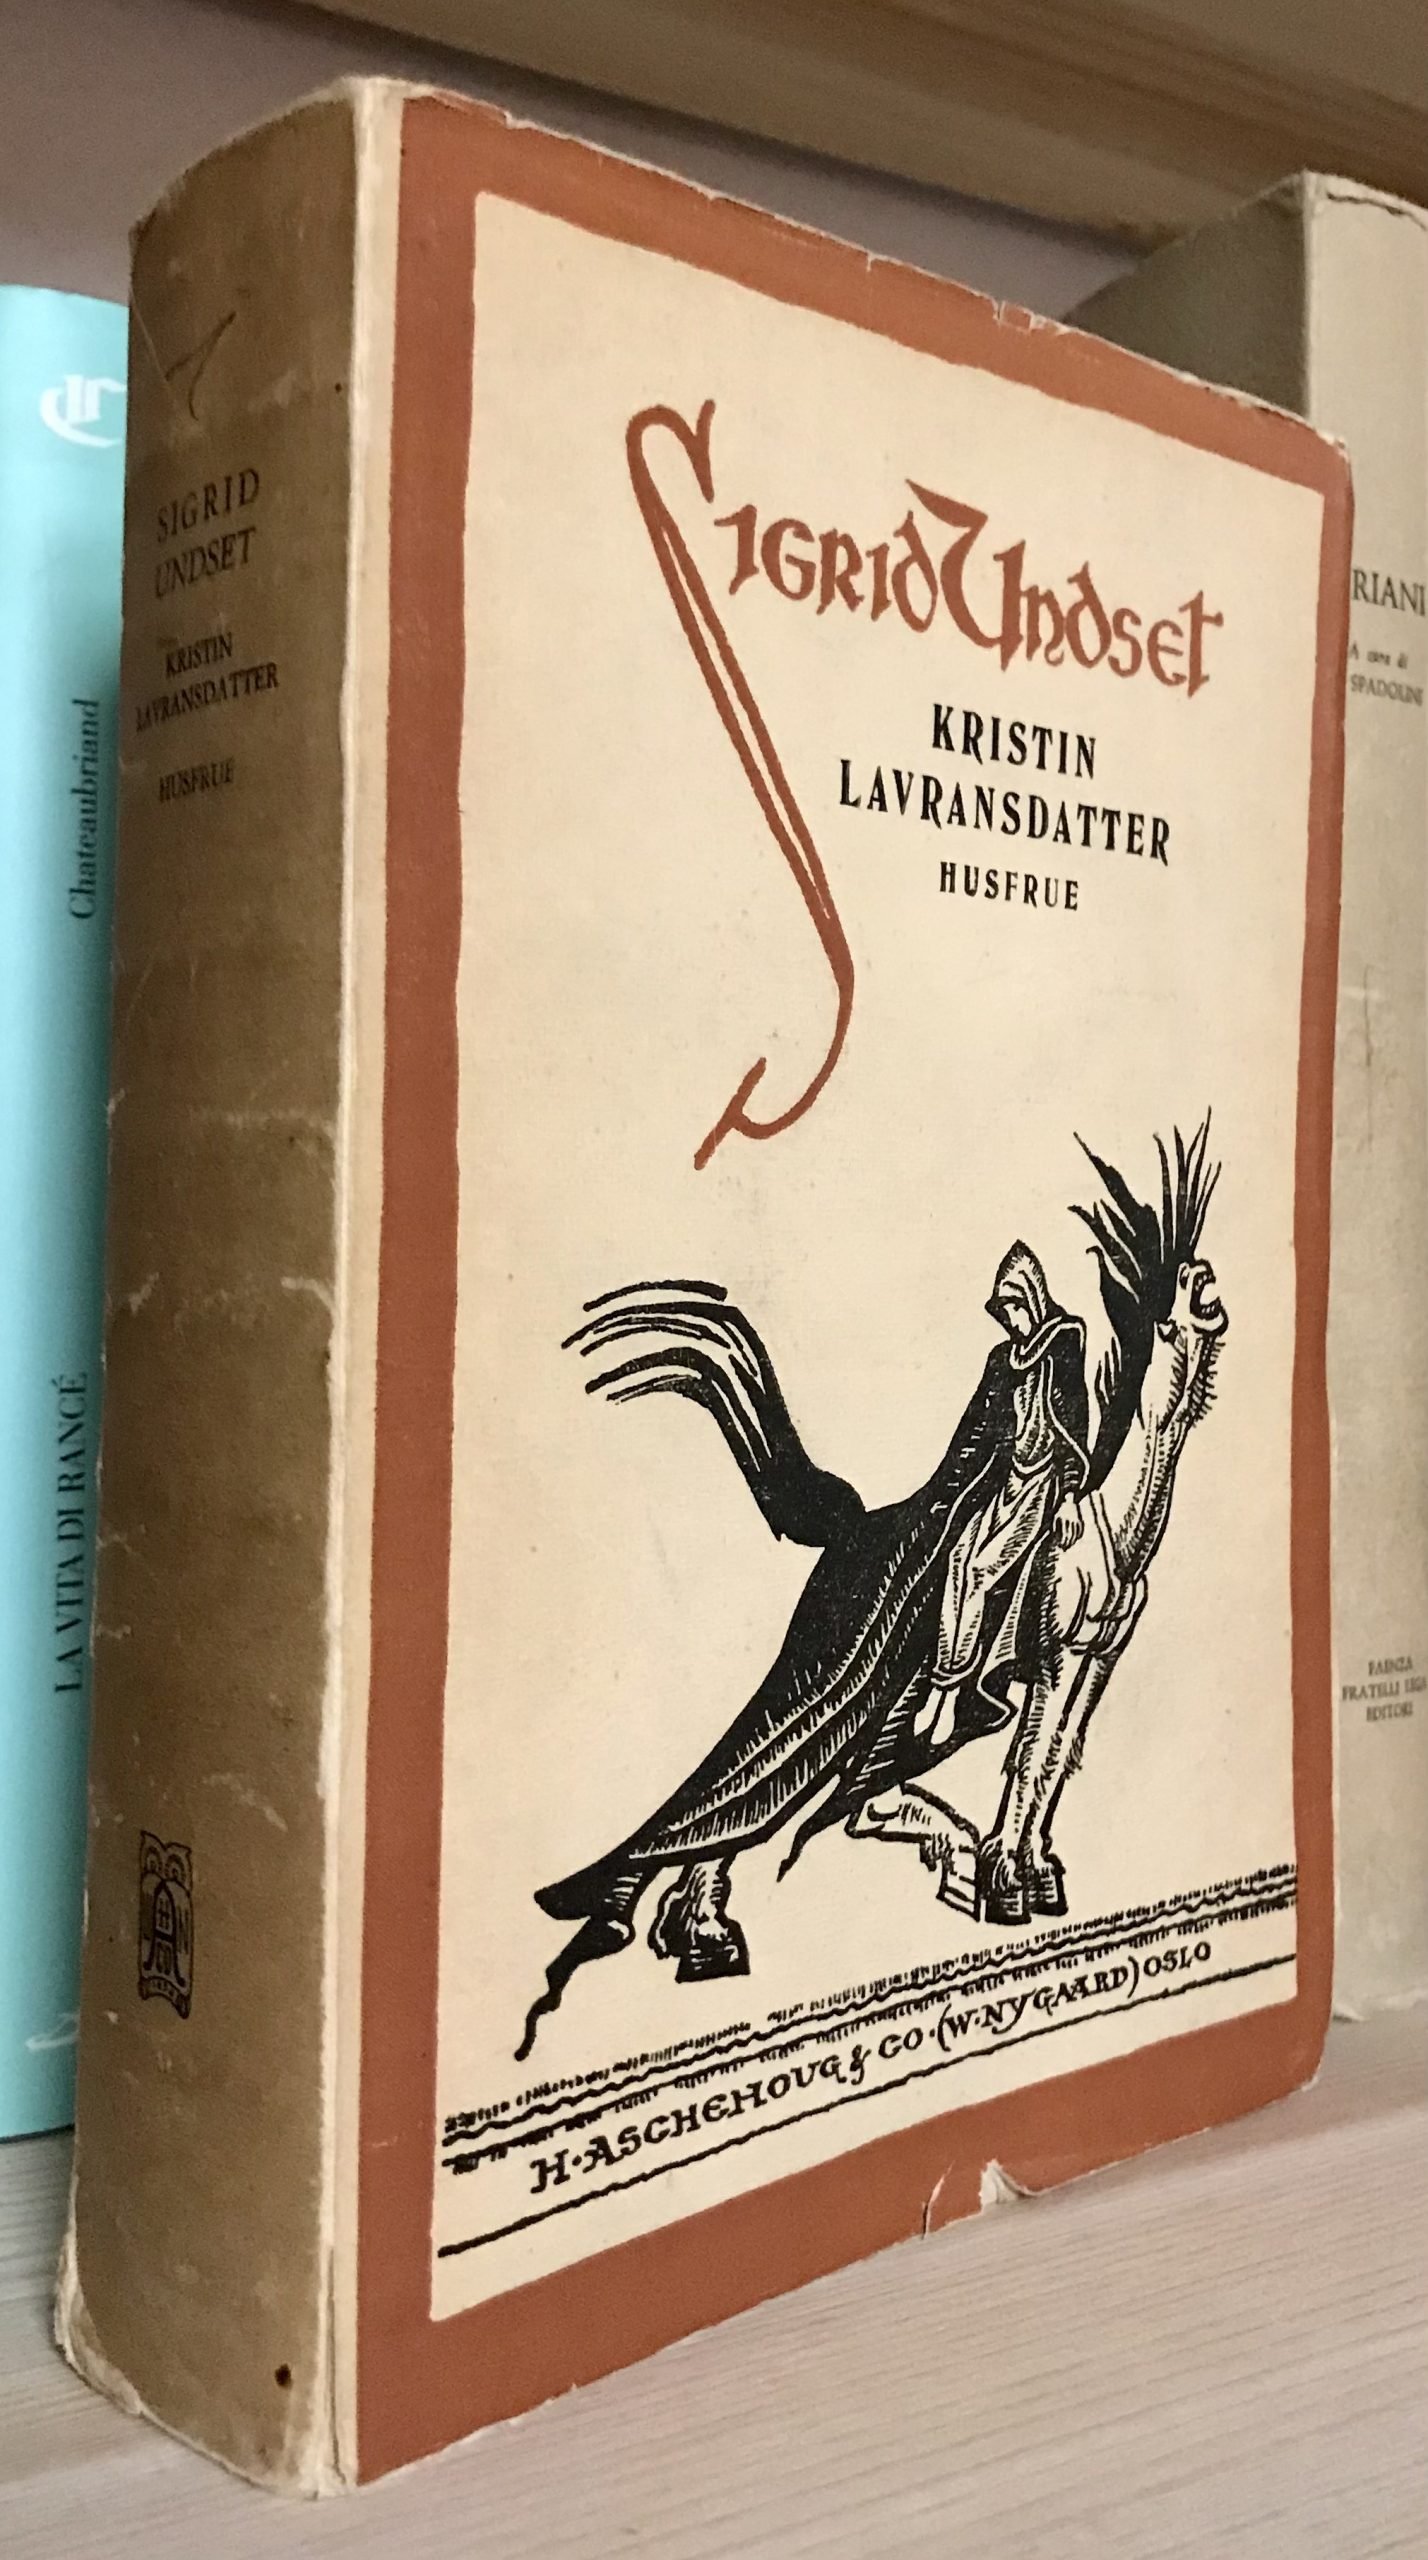 Chateaubriand
LA VITA DI RANCÉ
SIGRID
UNDSET
KRISTIN
LAVRANSDATTER
HUSFRUE
SIGRID UNDSET
KRISTIN
LAVRANSDATTER
HUSFRUE
H·ASCHEHOUG & CO·(W·NYGAARD) OSLO
RIANI
A cura di
SPADOLINI
FAENZA
FRATELLI LEGA
EDITORI